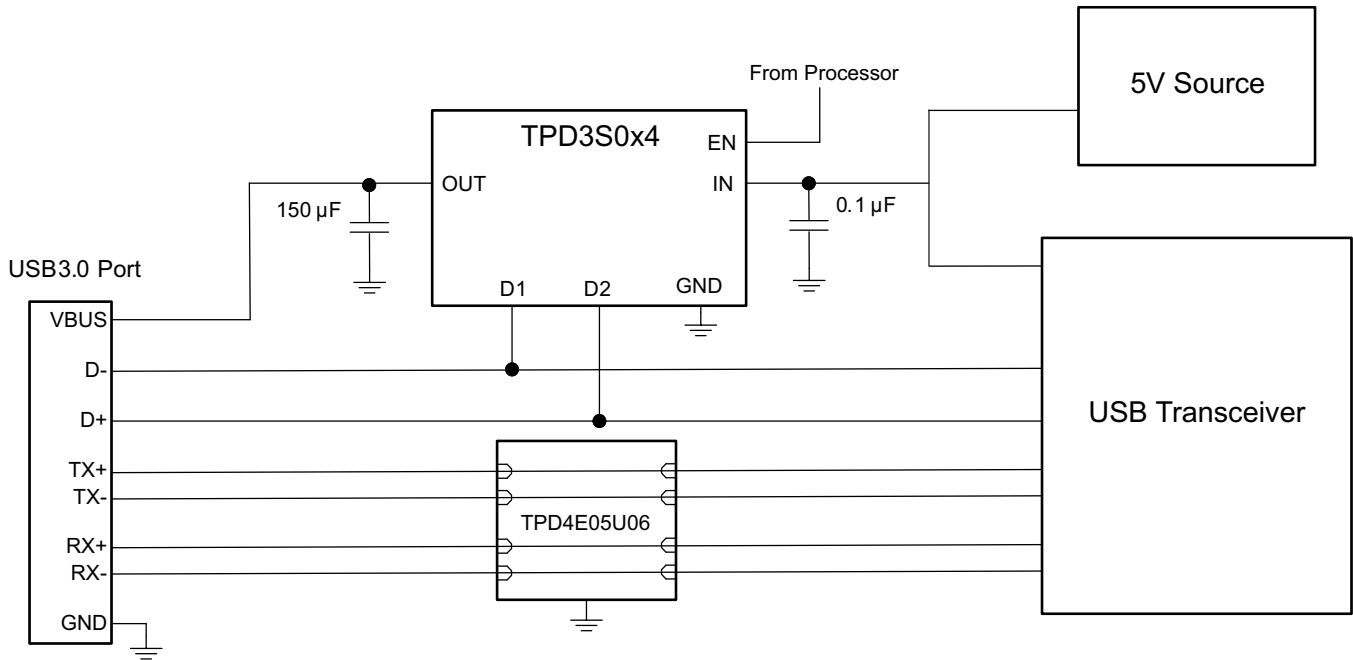 From Processor
5V Source
TPD3S0x4
EN
OUT
IN
150 µF
0.1 µF
USB3.0 Port
D1
D2
GND
VBUS
D-
D+
USB Transceiver
TX+
TX-
TPD4E05U06
RX+
RX-
GND